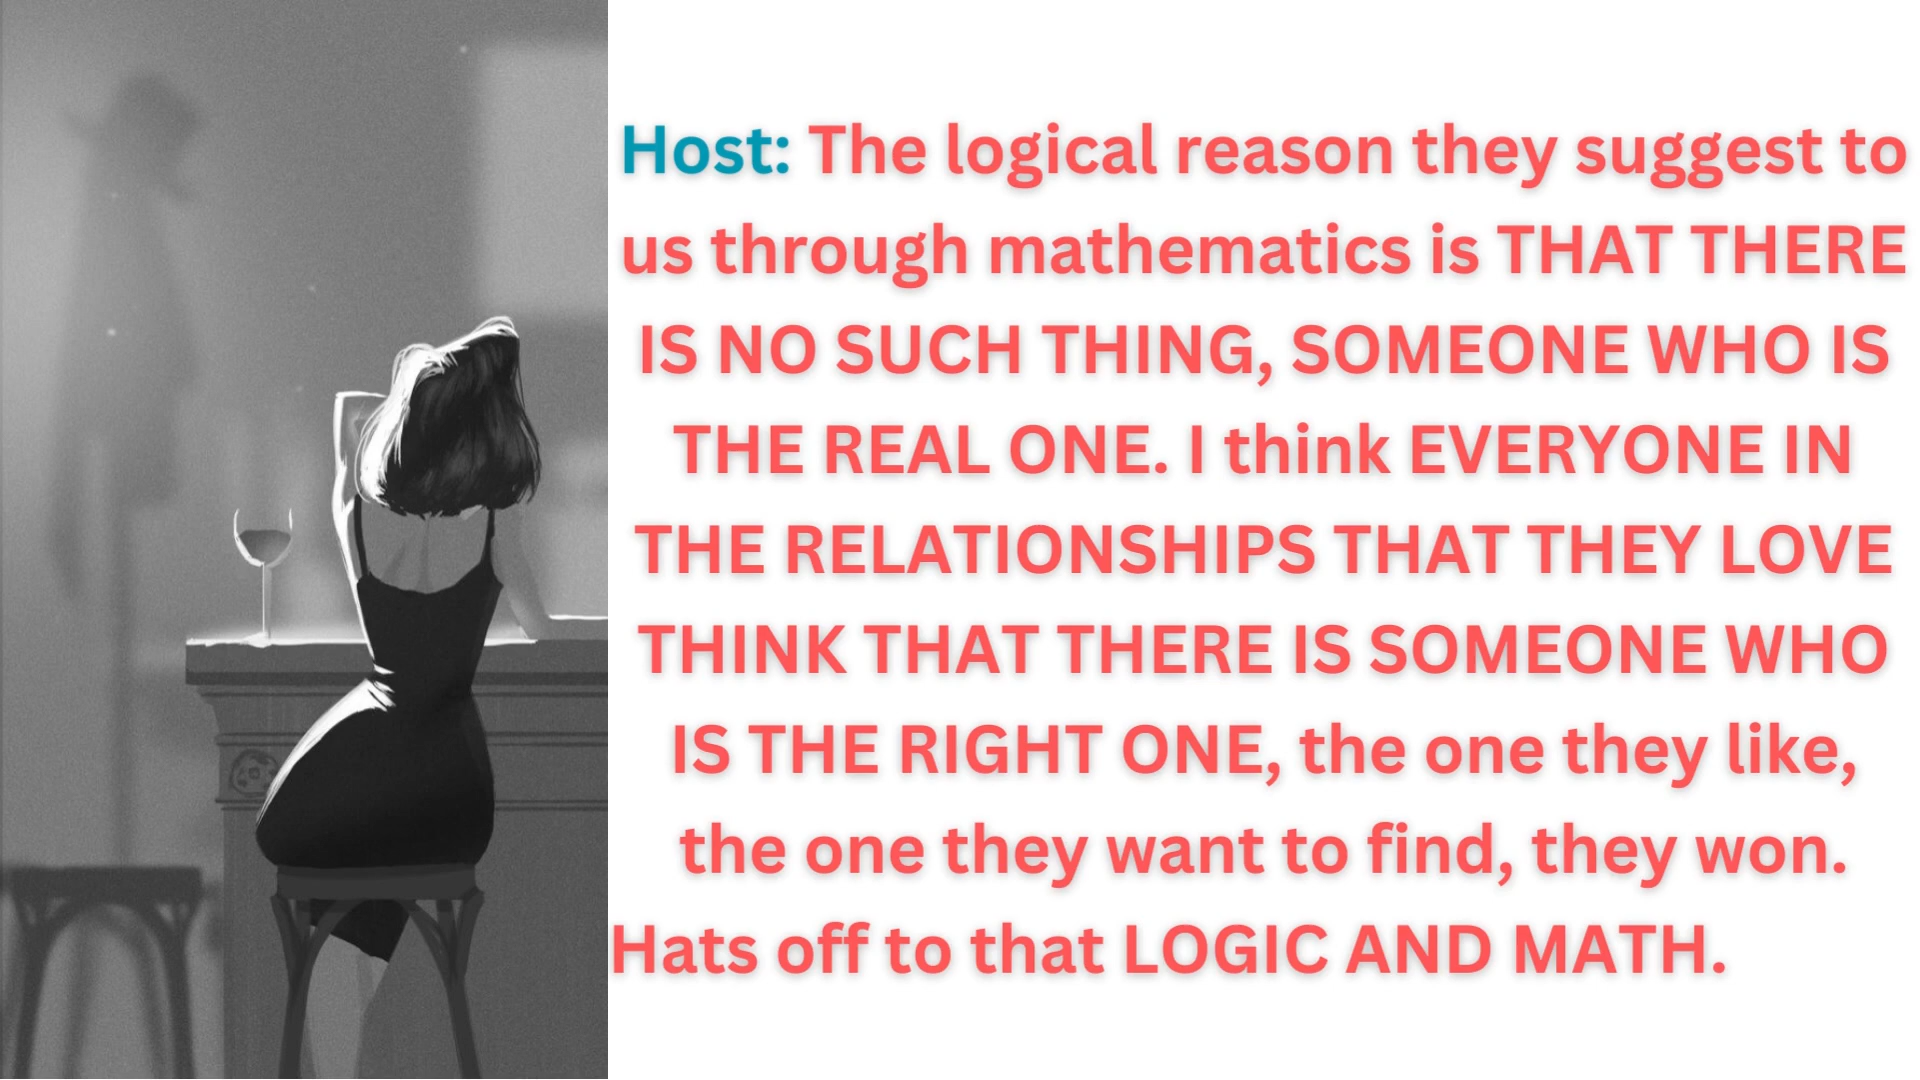 Host: The logical reason they suggest to
us through mathematics is THAT THERE
IS NO SUCH THING, SOMEONE WHO IS
THE REAL ONE. I think EVERYONE IN
THE RELATIONSHIPS THAT THEY LOVE
THINK THAT THERE IS SOMEONE WHO
IS THE RIGHT ONE, the one they like,
the one they want to find, they won.
Hats off to that LOGIC AND MATH.